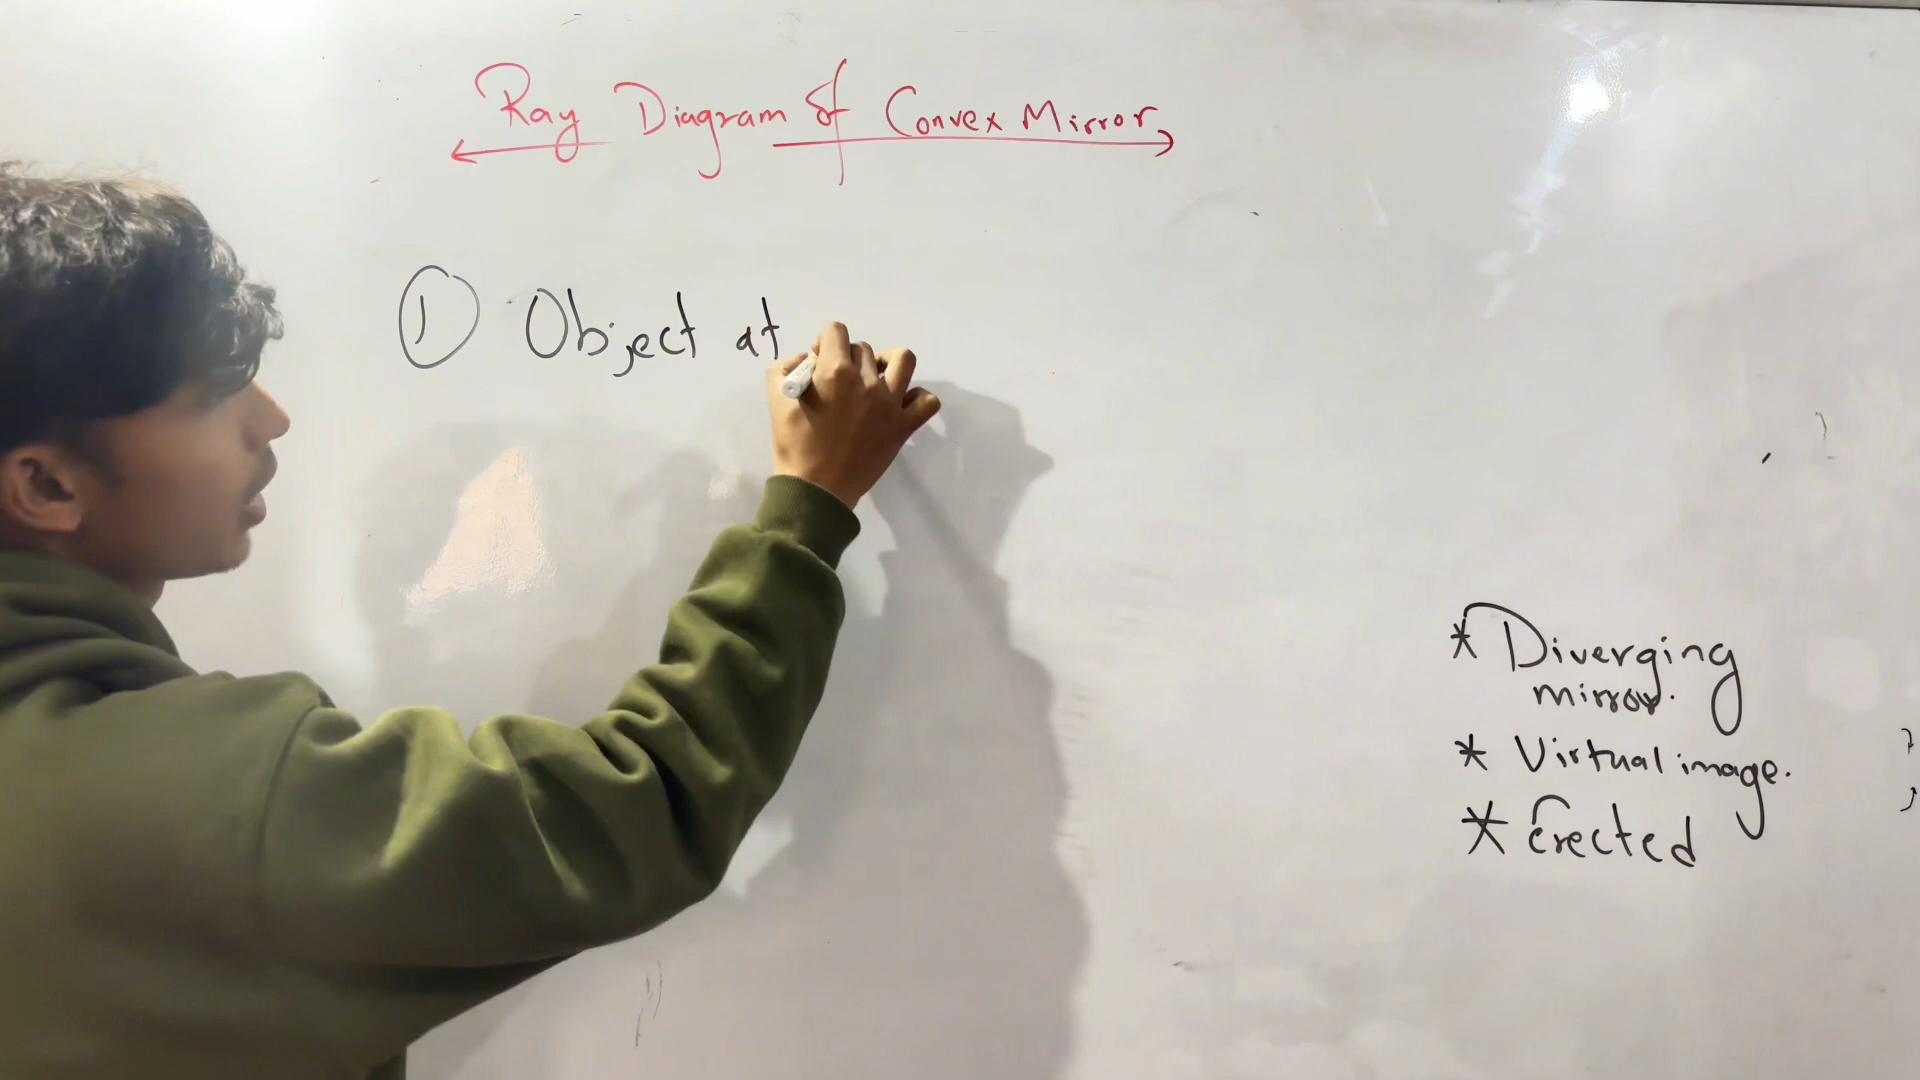 Ray Diagram of Convex Mirror
① Object at
* Diverging
mirror.
* Virtual image.
* Erected